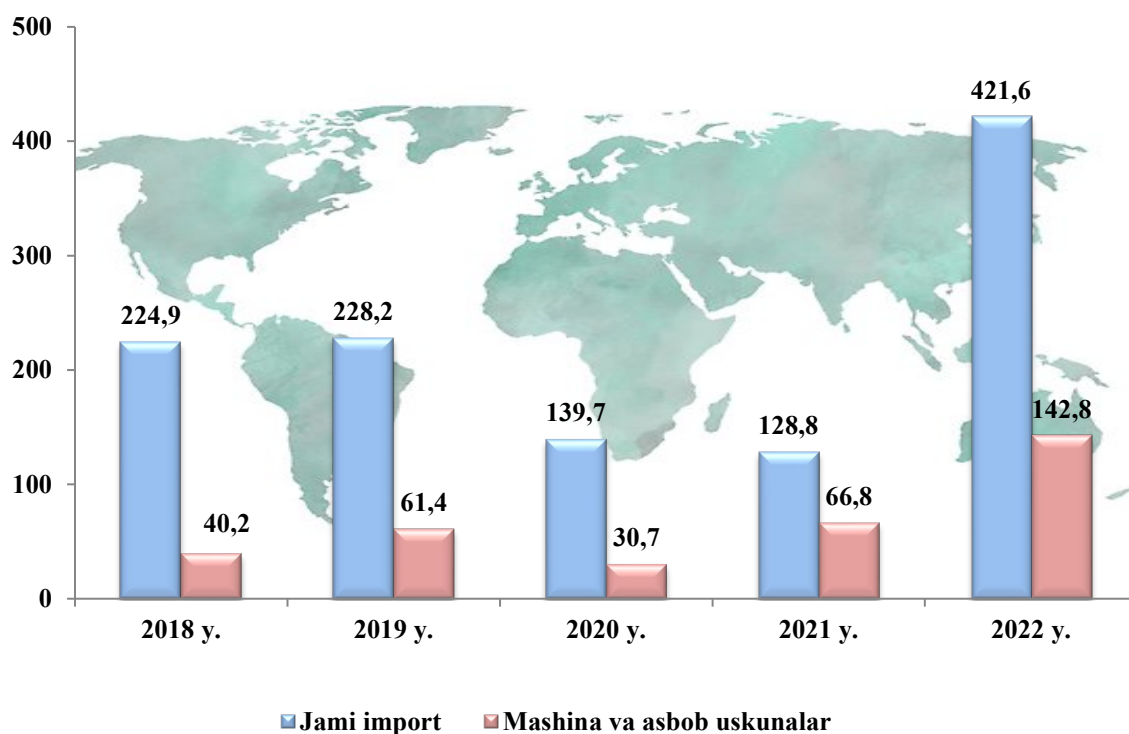 500
400
300
200
100
0
224,9
40,2
228,2
61,4
139,7
30,7
128,8
66,8
421,6
142,8
2018 y.
2019 y.
2020 y.
2021 y.
2022 y.
Jami import
Mashina va asbob uskunalar